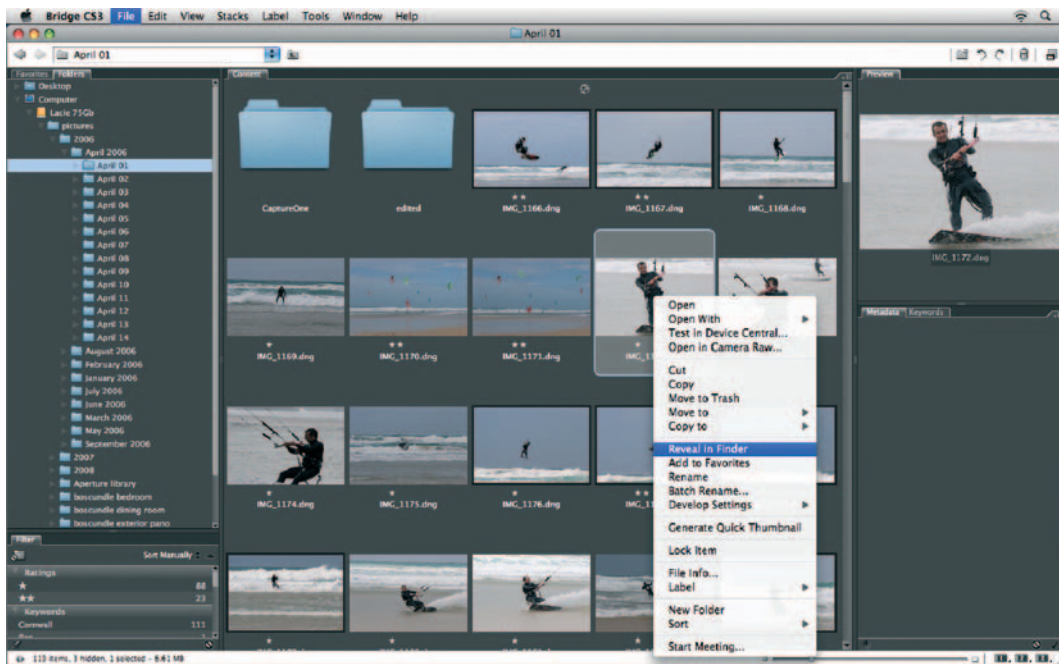 Bridge CS3 File Edit View Stacks Label Tools Window Help
April 01
April 01
Favorites Folders
Content
Preview
Desktop
Computer
Lacie 75Gb
pictures
2006
April 2006
April 01
April 02
April 03
April 04
April 05
April 06
April 07
April 08
April 09
April 10
April 11
April 12
April 13
April 14
August 2006
February 2006
January 2006
July 2006
June 2006
March 2006
May 2006
September 2006
2007
2008
Aperture library
boscundle bedroom
boscundle dining room
boscundle exterior pano
Filter
Sort Manually
Ratings
★ 88
★★ 23
Keywords
Cornwall 111
CaptureOne
edited
★★
IMG_1166.dng
★★
IMG_1167.dng
★
IMG_1168.dng
★
IMG_1169.dng
★★
IMG_1170.dng
★★
IMG_1171.dng
★
IMG_1174.dng
★
IMG_1175.dng
★
IMG_1176.dng
Open
Open With
Test in Device Central...
Open in Camera Raw...
Cut
Copy
Move to Trash
Move to
Copy to
Reveal in Finder
Add to Favorites
Rename
Batch Rename...
Develop Settings
Generate Quick Thumbnail
Lock Item
File Info...
Label
New Folder
Sort
Start Meeting...
IMG_1172.dng
Metadata Keywords
113 items, 3 hidden, 1 selected - 8.61 MB